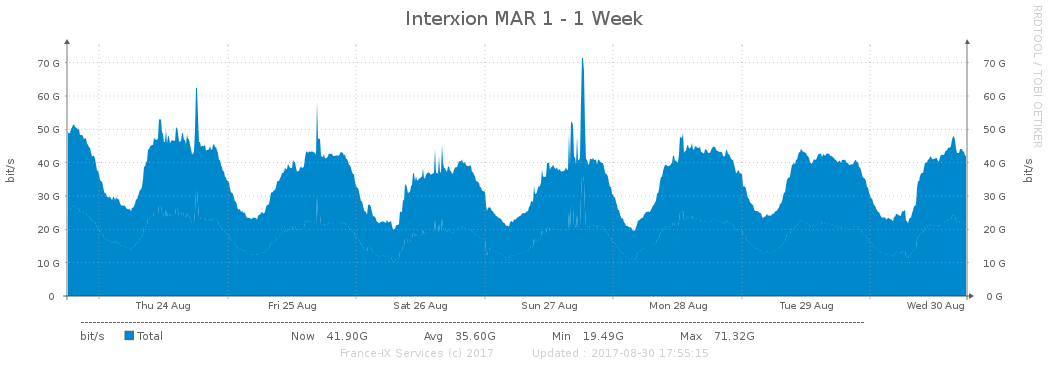 Interxion MAR 1 - 1 Week
RRDTOOL / TOBI OETIKER
bit/s
70 G 70 G
60 G 60 G
50 G 50 G
40 G 40 G
30 G 30 G
20 G 20 G
10 G 10 G
0 0 G
bit/s
Thu 24 Aug Fri 25 Aug Sat 26 Aug Sun 27 Aug Mon 28 Aug Tue 29 Aug Wed 30 Aug
bit/s Total Now 41.90G Avg 35.60G Min 19.49G Max 71.32G
France-IX Services (c) 2017 Updated : 2017-08-30 17:55:15